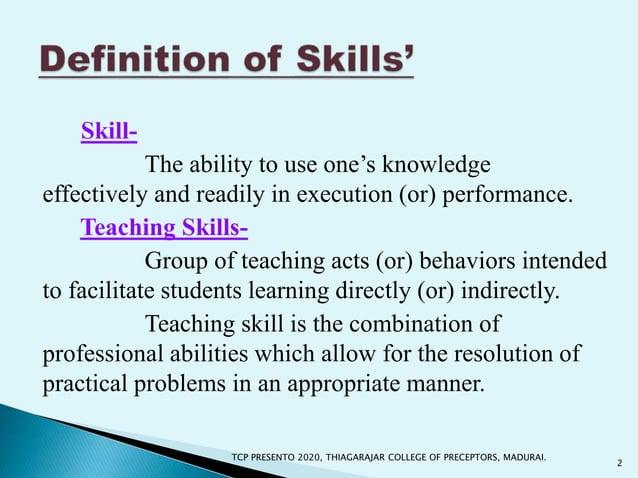 Definition of Skills’
Skill-
The ability to use one’s knowledge
effectively and readily in execution (or) performance.
Teaching Skills-
Group of teaching acts (or) behaviors intended
to facilitate students learning directly (or) indirectly.
Teaching skill is the combination of
professional abilities which allow for the resolution of
practical problems in an appropriate manner.
TCP PRESENTO 2020, THIAGARAJAR COLLEGE OF PRECEPTORS, MADURAI.
2